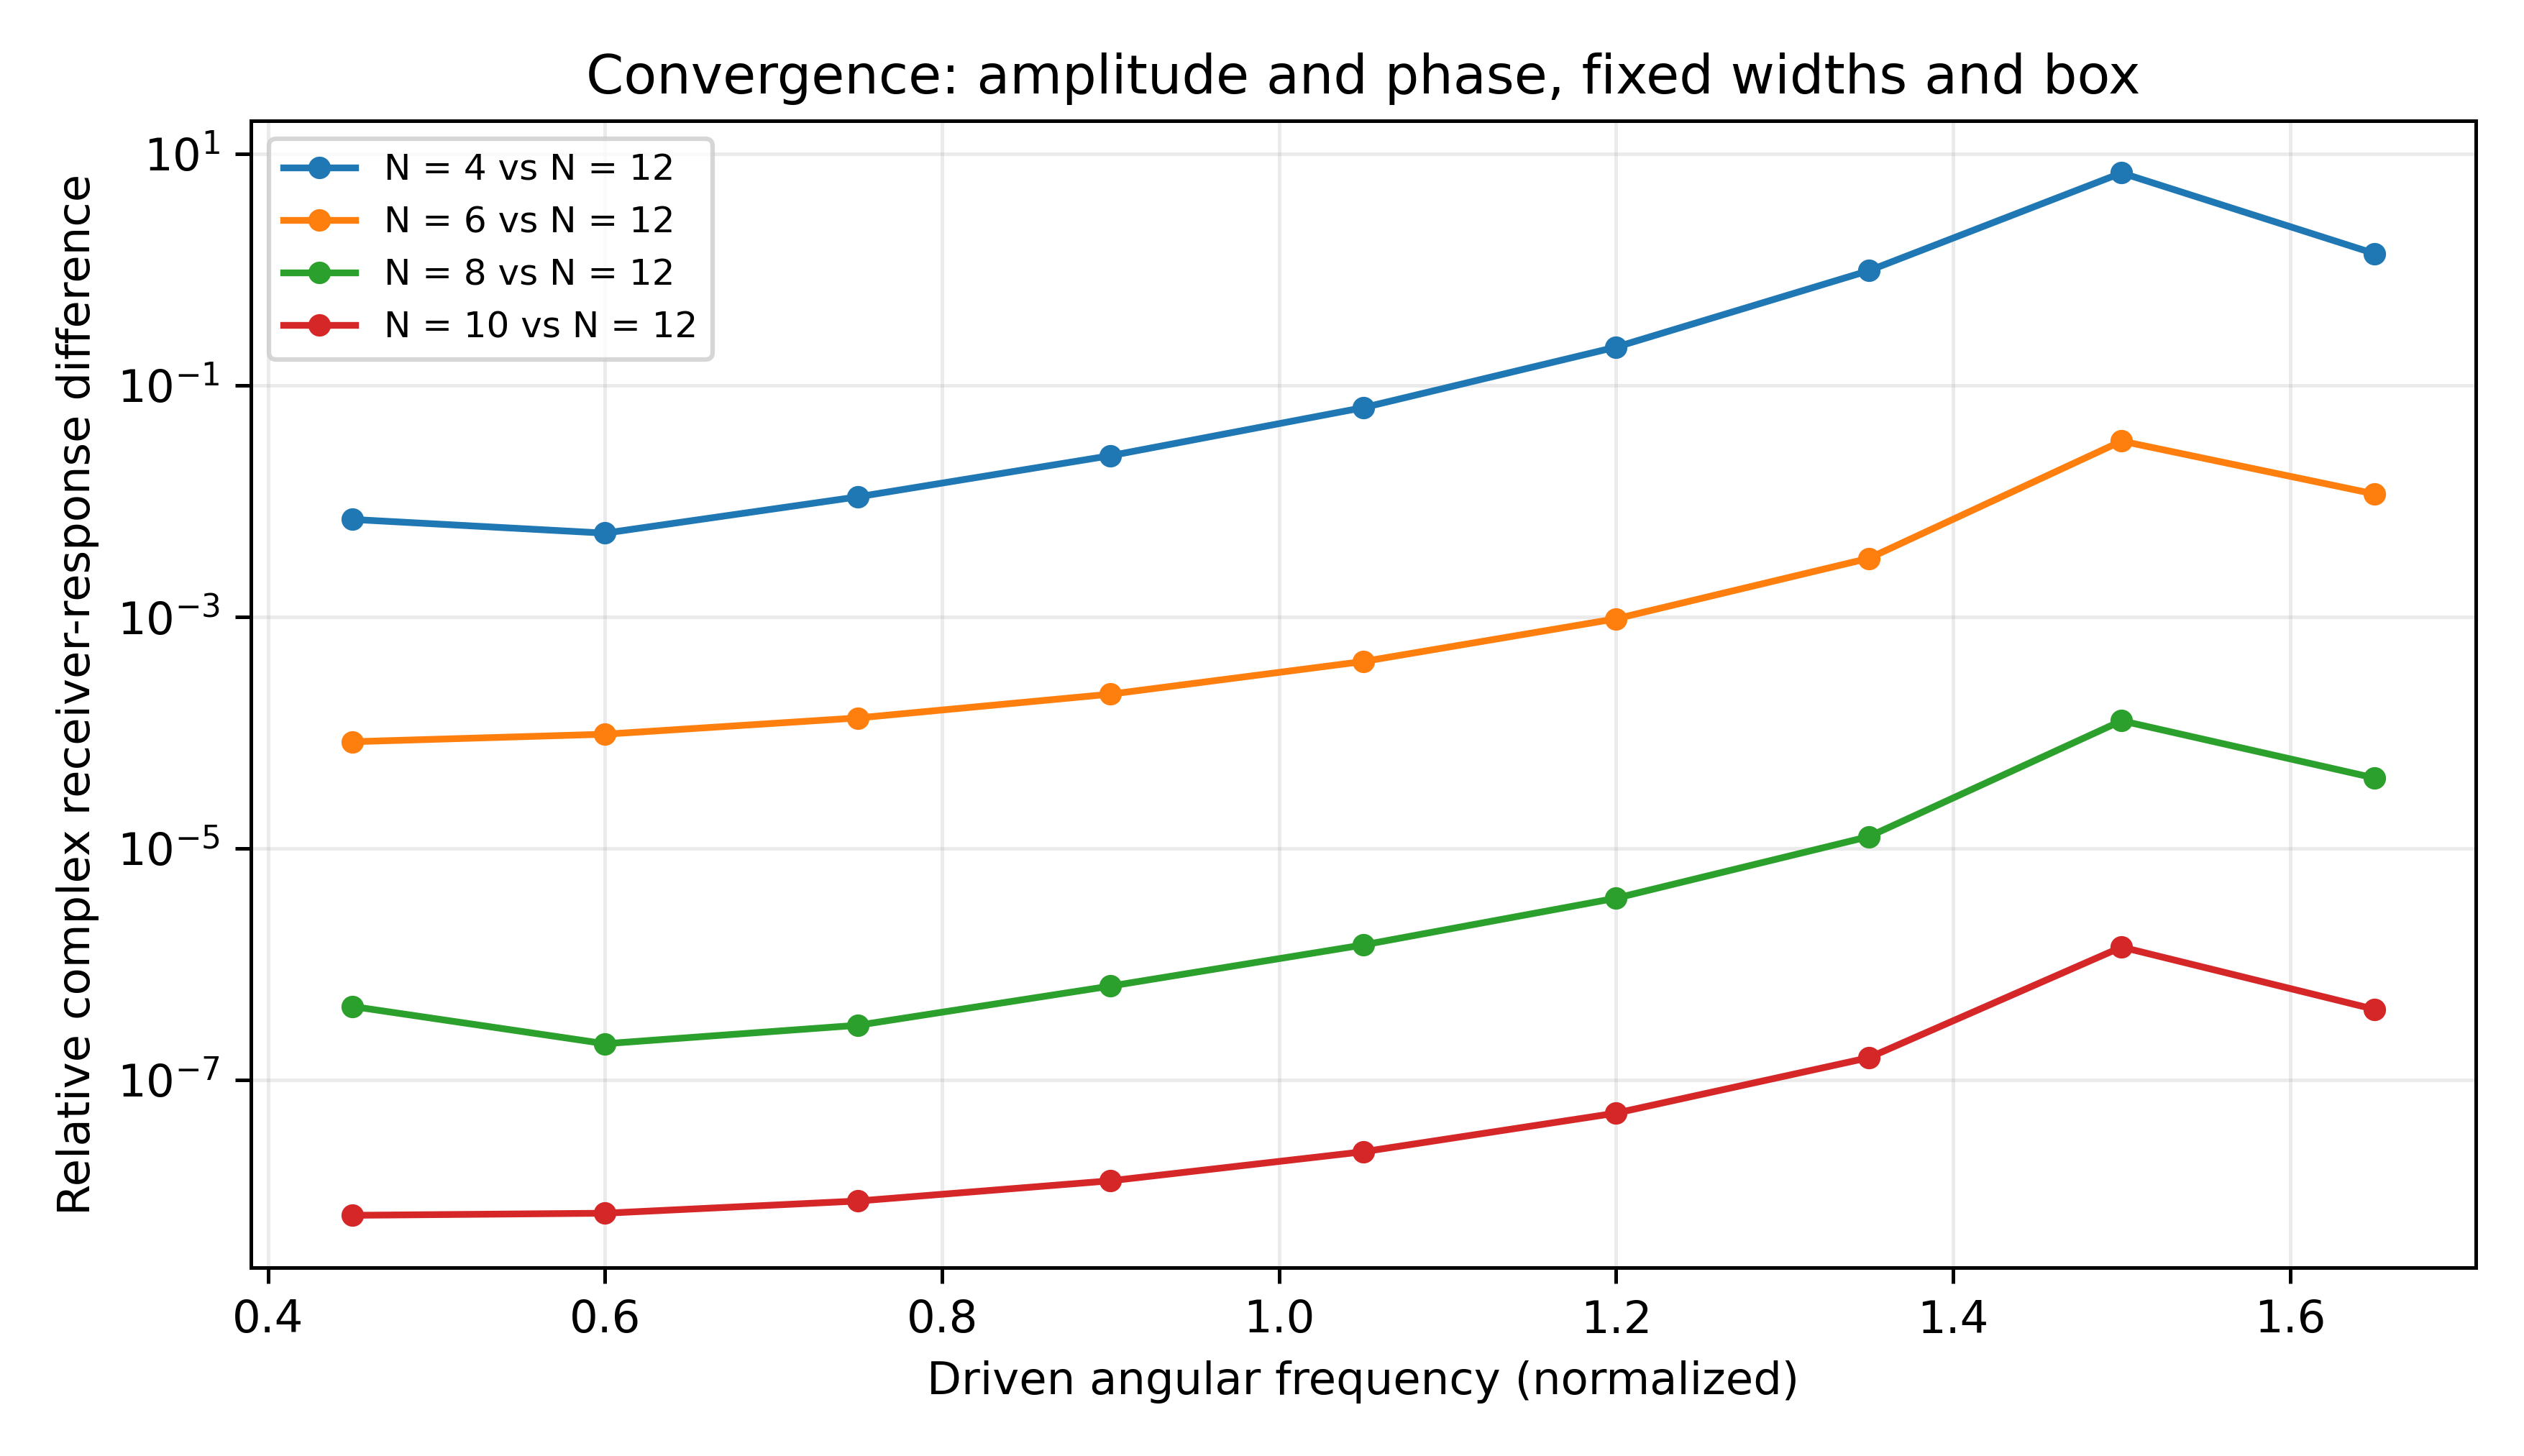 Convergence: amplitude and phase, fixed widths and box
Relative complex receiver-response difference
10¹
10⁻¹
10⁻³
10⁻⁵
10⁻⁷
N = 4 vs N = 12
N = 6 vs N = 12
N = 8 vs N = 12
N = 10 vs N = 12
0.4 0.6 0.8 1.0 1.2 1.4 1.6
Driven angular frequency (normalized)